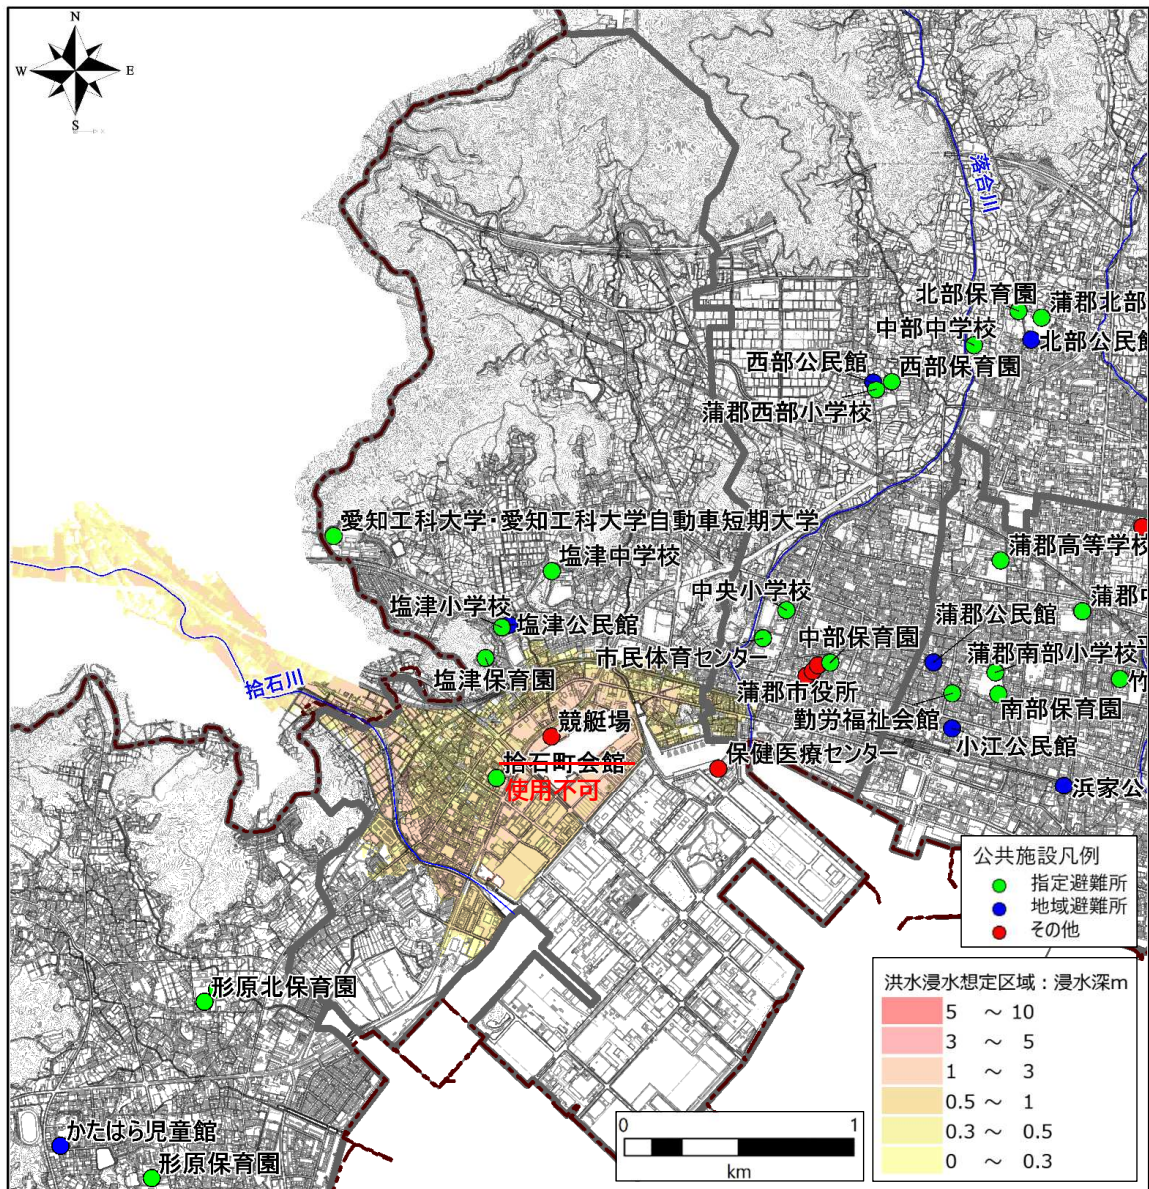 N
W
E
S
落合川
北部保育園
蒲郡北部
中部中学校
北部公民館
西部公民館
西部保育園
蒲郡西部小学校
愛知工科大学・愛知工科大学自動車短期大学
蒲郡高等学校
塩津中学校
中央小学校
塩津小学校
蒲郡公民館
蒲郡中
塩津公民館
中部保育園
市民体育センター
蒲郡南部小学校
塩津保育園
竹
拾石川
蒲郡市役所
南部保育園
競艇場
勤労福祉会館
小江公民館
拾石町会館
保健医療センター
使用不可
浜家公
公共施設凡例
指定避難所
地域避難所
その他
形原北保育園
洪水浸水想定区域：浸水深m
5 ～ 10
3 ～ 5
1 ～ 3
0.5 ～ 1
0.3 ～ 0.5
0 ～ 0.3
0 1
km
かたはら児童館
形原保育園